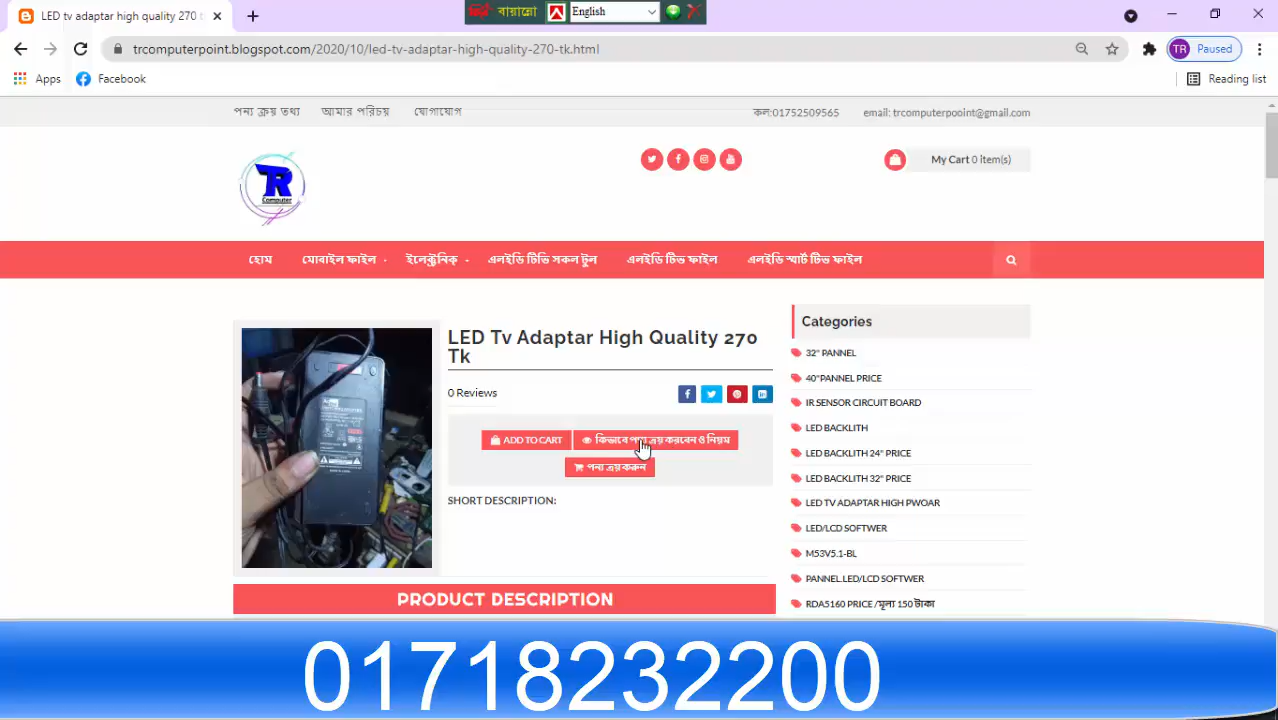 LED tv adaptar high quality 270 t
বায়ান্নো
English
trcomputerpoint.blogspot.com/2020/10/led-tv-adaptar-high-quality-270-tk.html
TR Paused
Apps Facebook
Reading list
পন্য ক্রয় তথ্য আমার পরিচয় যোগাযোগ
কল:01752509565 email: trcomputerpooint@gmail.com
TR
Computer
My Cart 0 item(s)
হোম মোবাইল ফাইল ইলেক্ট্রনিক্ এলইডি টিভি সকল টুল এলইডি টিভ ফাইল এলইডি স্মার্ট টিভ ফাইল
LED Tv Adaptar High Quality 270
Tk
0 Reviews
ADD TO CART কিভাবে পন্য ক্রয় করবেন ও নিয়ম
পন্য ক্রয় করুন
SHORT DESCRIPTION:
PRODUCT DESCRIPTION
Categories
32" PANNEL
40"PANNEL PRICE
IR SENSOR CIRCUIT BOARD
LED BACKLITH
LED BACKLITH 24" PRICE
LED BACKLITH 32" PRICE
LED TV ADAPTAR HIGH PWOAR
LED/LCD SOFTWER
M53V5.1-BL
PANNEL.LED/LCD SOFTWER
RDA5160 PRICE /মূল্য 150 টাকা
01718232200